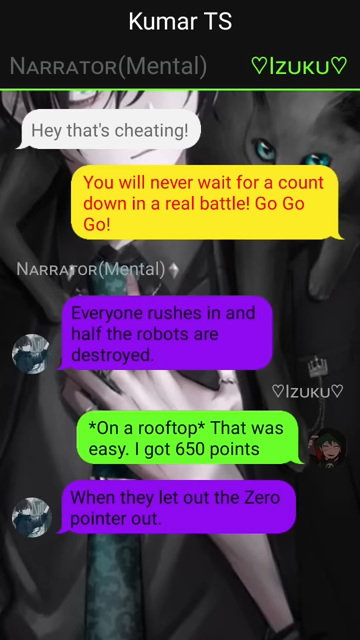 Kumar TS
Narrator(Mental) ♡Izuku♡
Hey that's cheating!
You will never wait for a count
down in a real battle! Go Go
Go!
Narrator(Mental)
Everyone rushes in and
half the robots are
destroyed.
♡Izuku♡
*On a rooftop* That was
easy. I got 650 points
When they let out the Zero
pointer out.